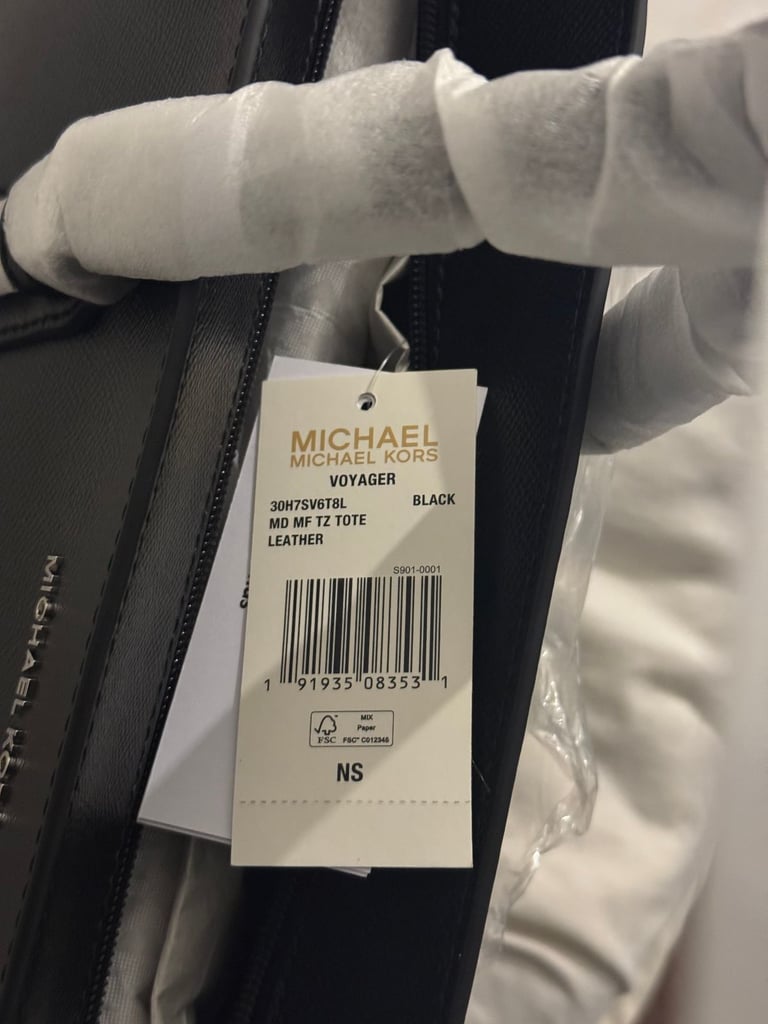 MICHAEL
MICHAEL KORS
VOYAGER
30H7SV6T8L BLACK
MD MF TZ TOTE
LEATHER
S901-0001
1 91935 08353 1
FSC
MIX
Paper
FSC® C012345
NS
MICHAEL KORS